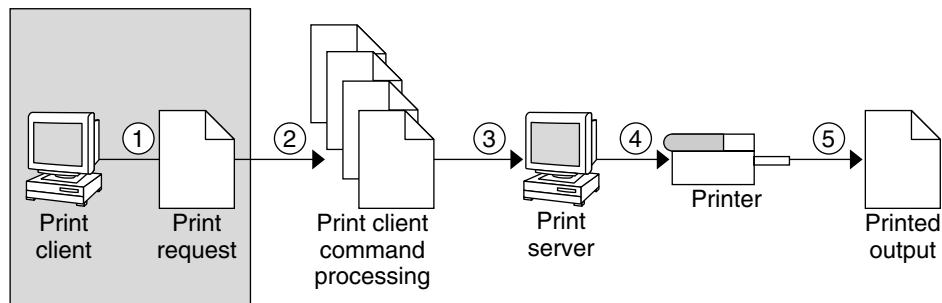 1
2
3
4
5
Print
client
Print
request
Print client
command
processing
Print
server
Printer
Printed
output